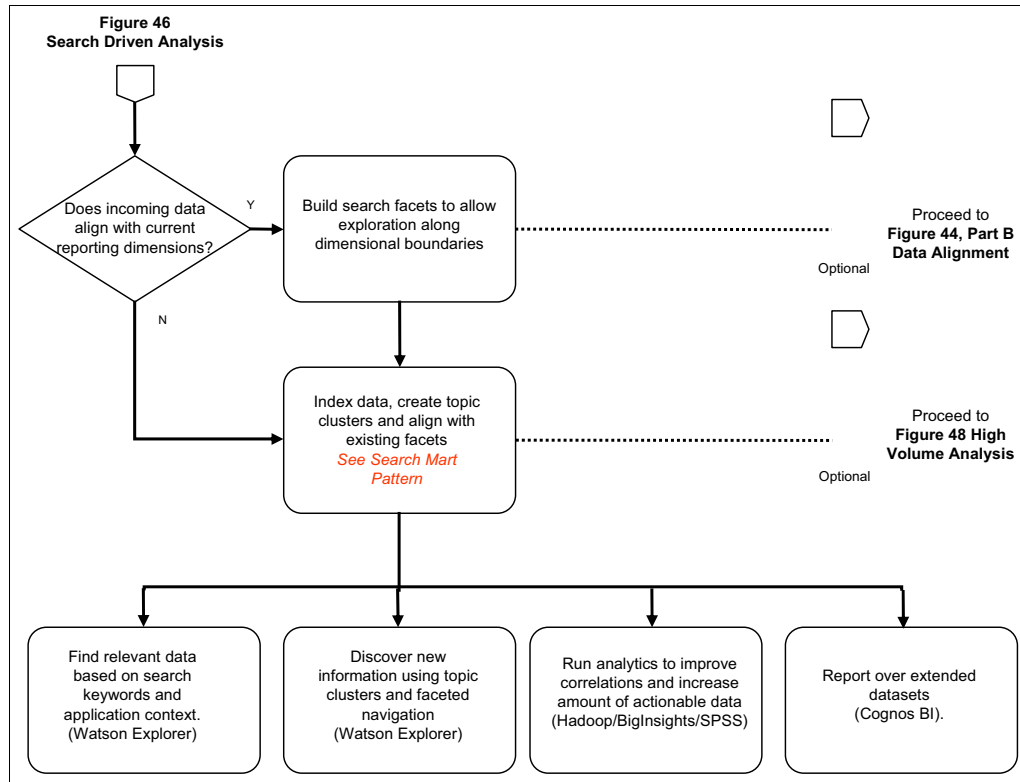 Figure 46
Search Driven Analysis
Does incoming data
align with current
reporting dimensions?
Y
N
Build search facets to allow
exploration along
dimensional boundaries
Proceed to
Figure 44, Part B
Data Alignment
Optional
Index data, create topic
clusters and align with
existing facets
See Search Mart
Pattern
Proceed to
Figure 48 High
Volume Analysis
Optional
Find relevant data
based on search
keywords and
application context.
(Watson Explorer)
Discover new
information using topic
clusters and faceted
navigation
(Watson Explorer)
Run analytics to improve
correlations and increase
amount of actionable data
(Hadoop/BigInsights/SPSS)
Report over extended
datasets
(Cognos BI).